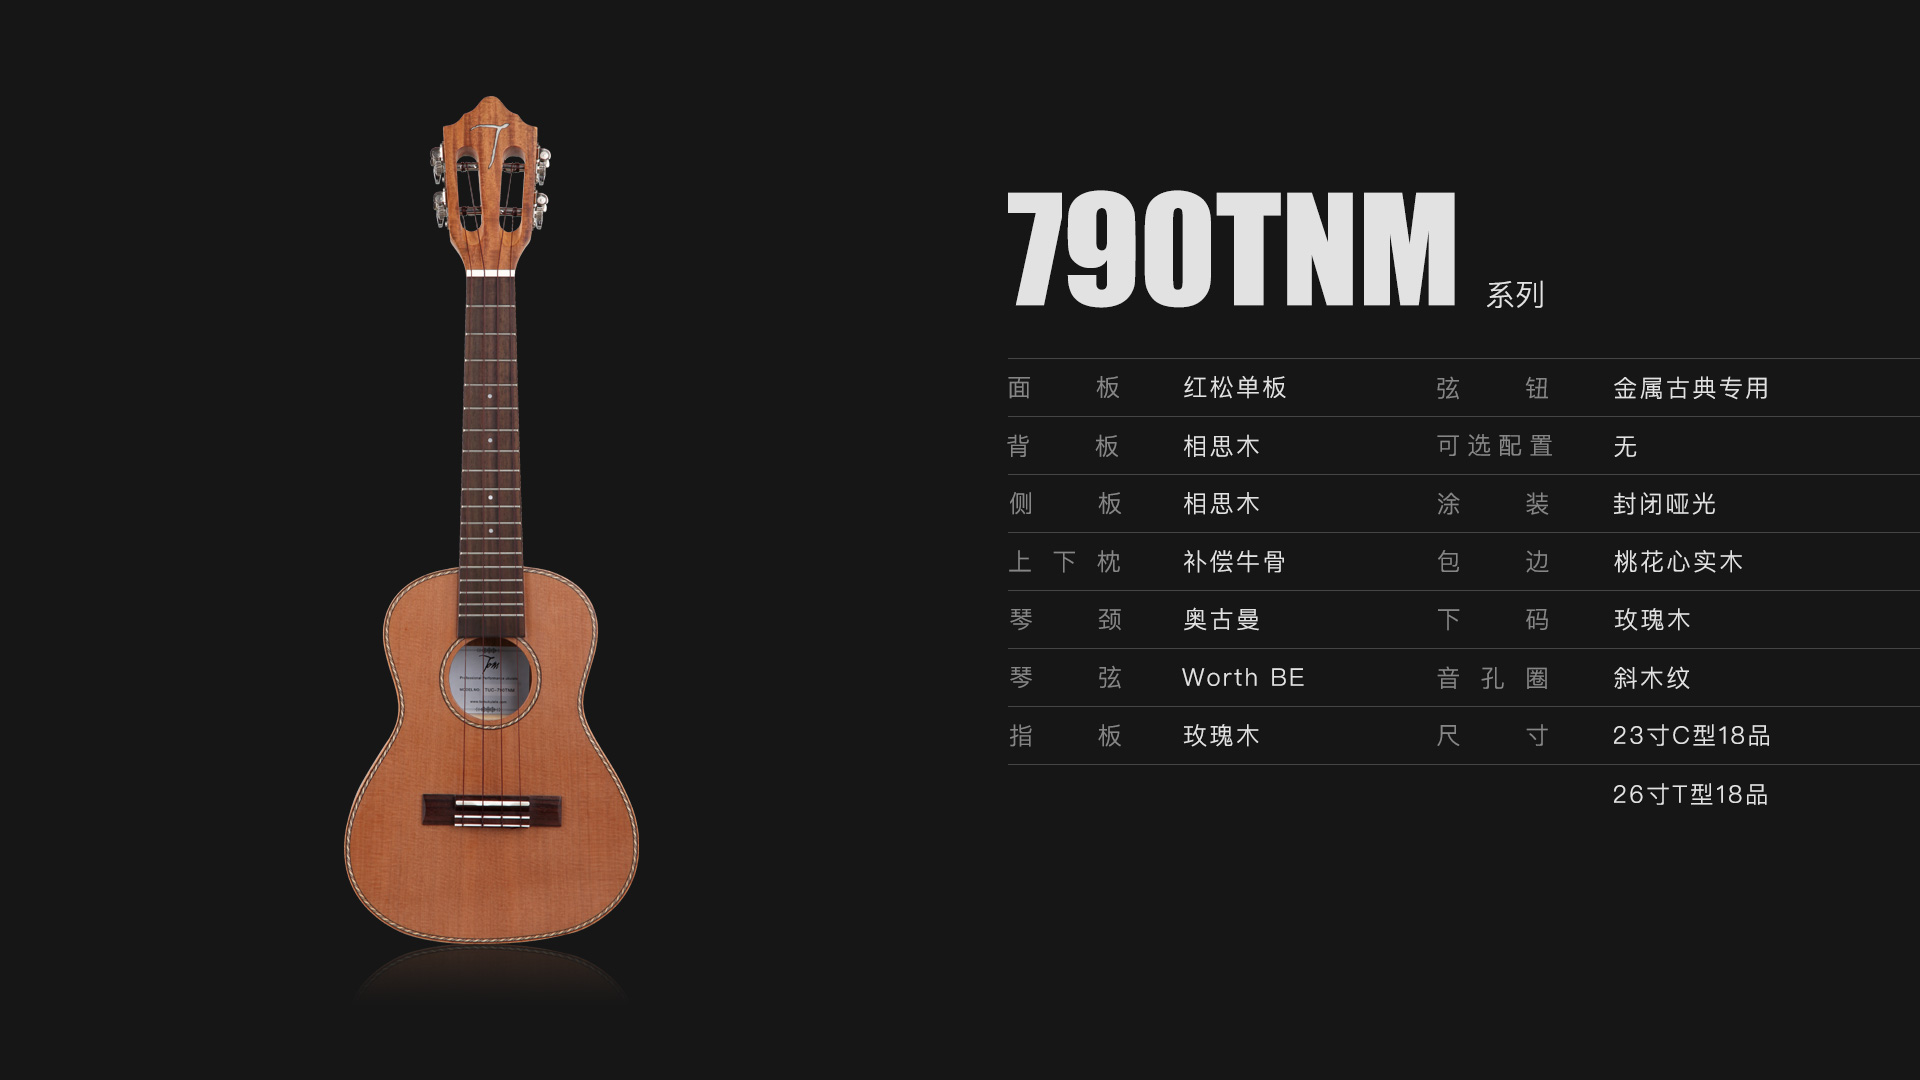 790TNM 系列
面板 红松单板 弦钮 金属古典专用
背板 相思木 可选配置 无
侧板 相思木 涂装 封闭哑光
上下枕 补偿牛骨 包边 桃花心实木
琴颈 奥古曼 下码 玫瑰木
琴弦 Worth BE 音孔圈 斜木纹
指板 玫瑰木 尺寸 23寸C型18品
26寸T型18品
T
Tom